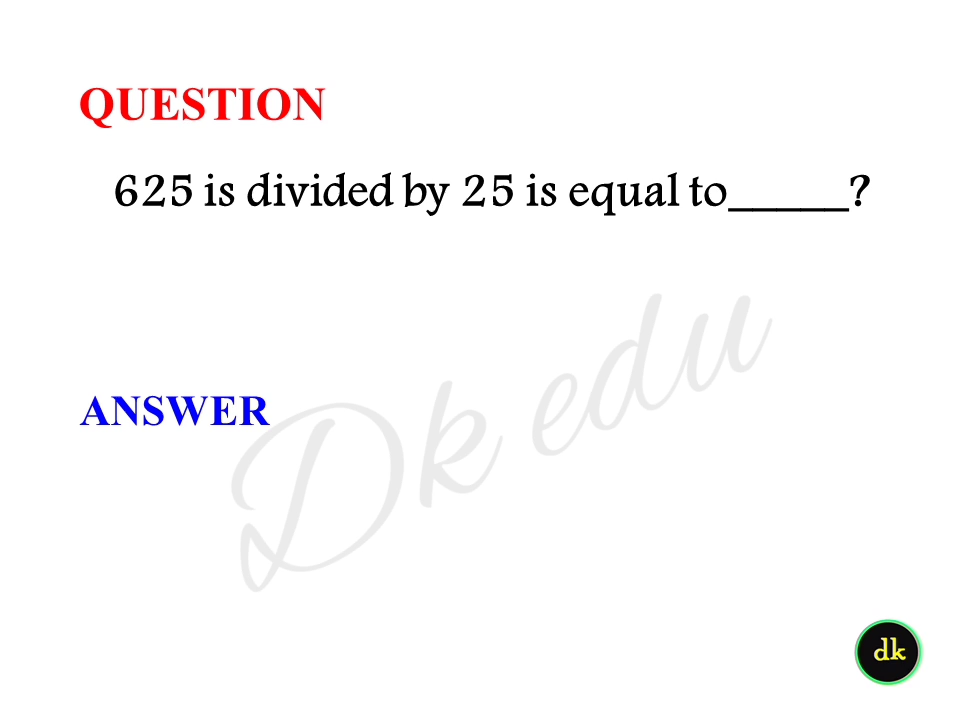 QUESTION
625 is divided by 25 is equal to_____?
Dk edu
ANSWER
dk